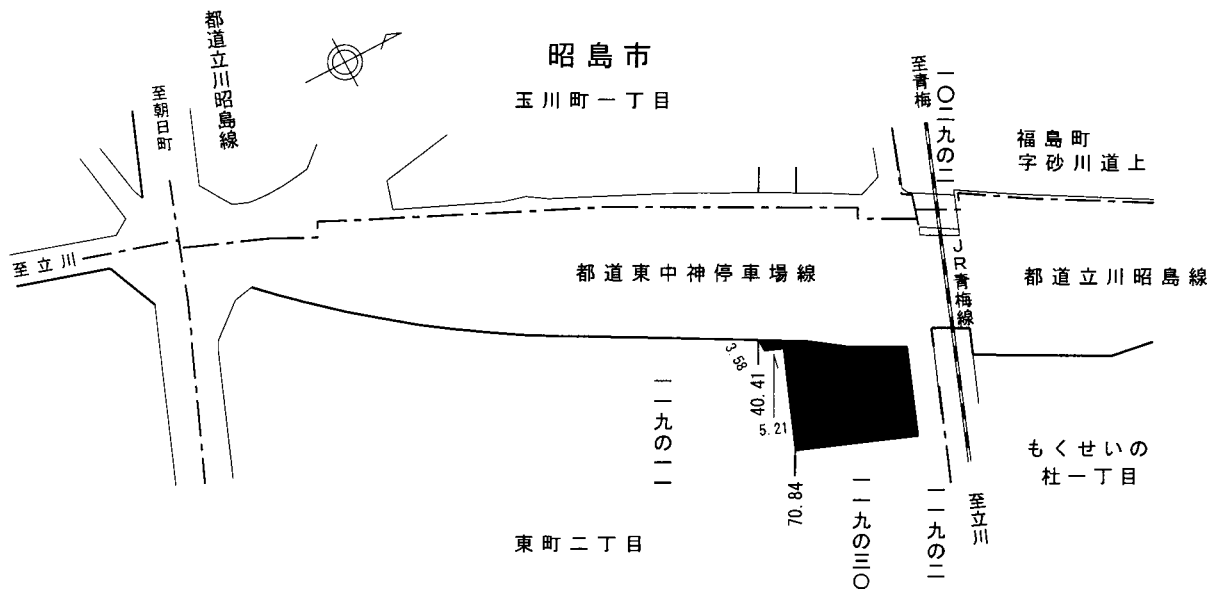 都道立川昭島線
至朝日町
昭島市
玉川町一丁目
至青梅
一〇二九の二
福島町
字砂川道上
至立川
都道東中神停車場線
JR青梅線
都道立川昭島線
3.58
40.41
5.21
70.84
一一九の一一
一一九の三〇
一一九の二
至立川
もくせいの
杜一丁目
東町二丁目